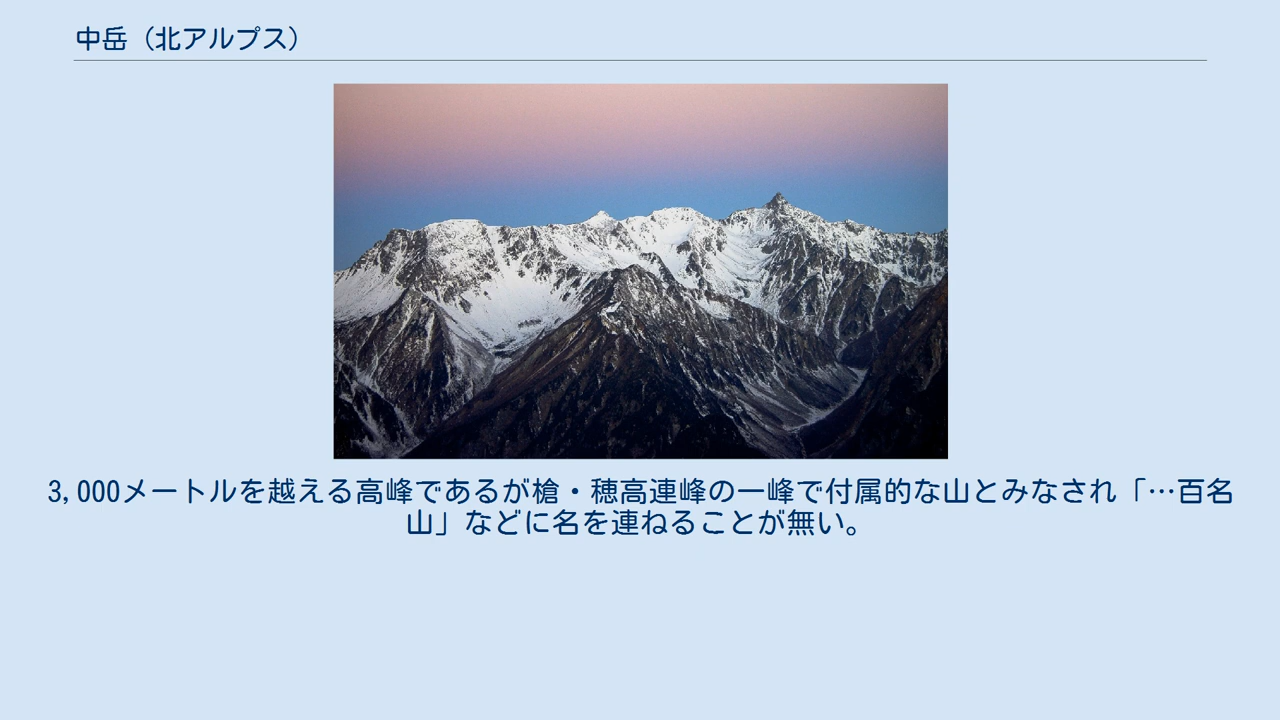 中岳（北アルプス）
3,000メートルを越える高峰であるが槍・穂高連峰の一峰で付属的な山とみなされ「…百名
山」などに名を連ねることが無い。